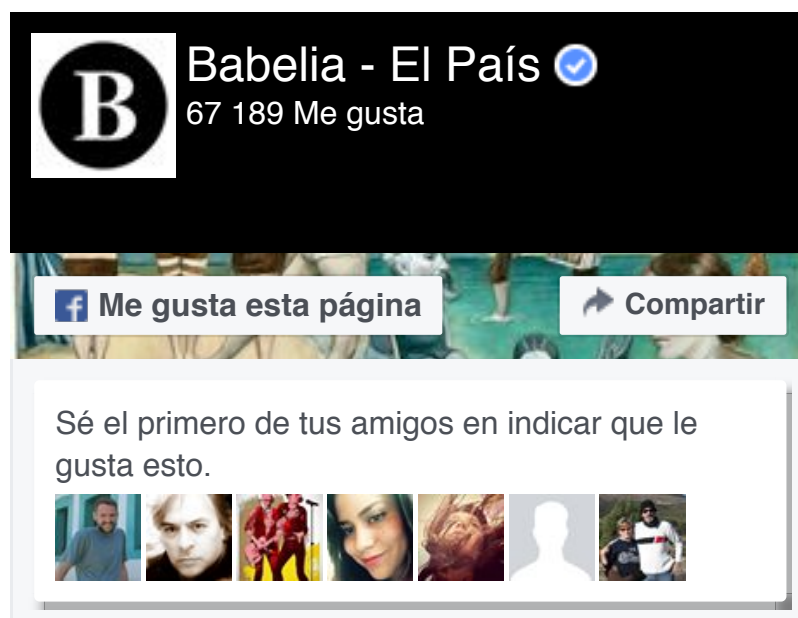 B
Babelia - El País
67 189 Me gusta
f Me gusta esta página
Compartir
Sé el primero de tus amigos en indicar que le
gusta esto.